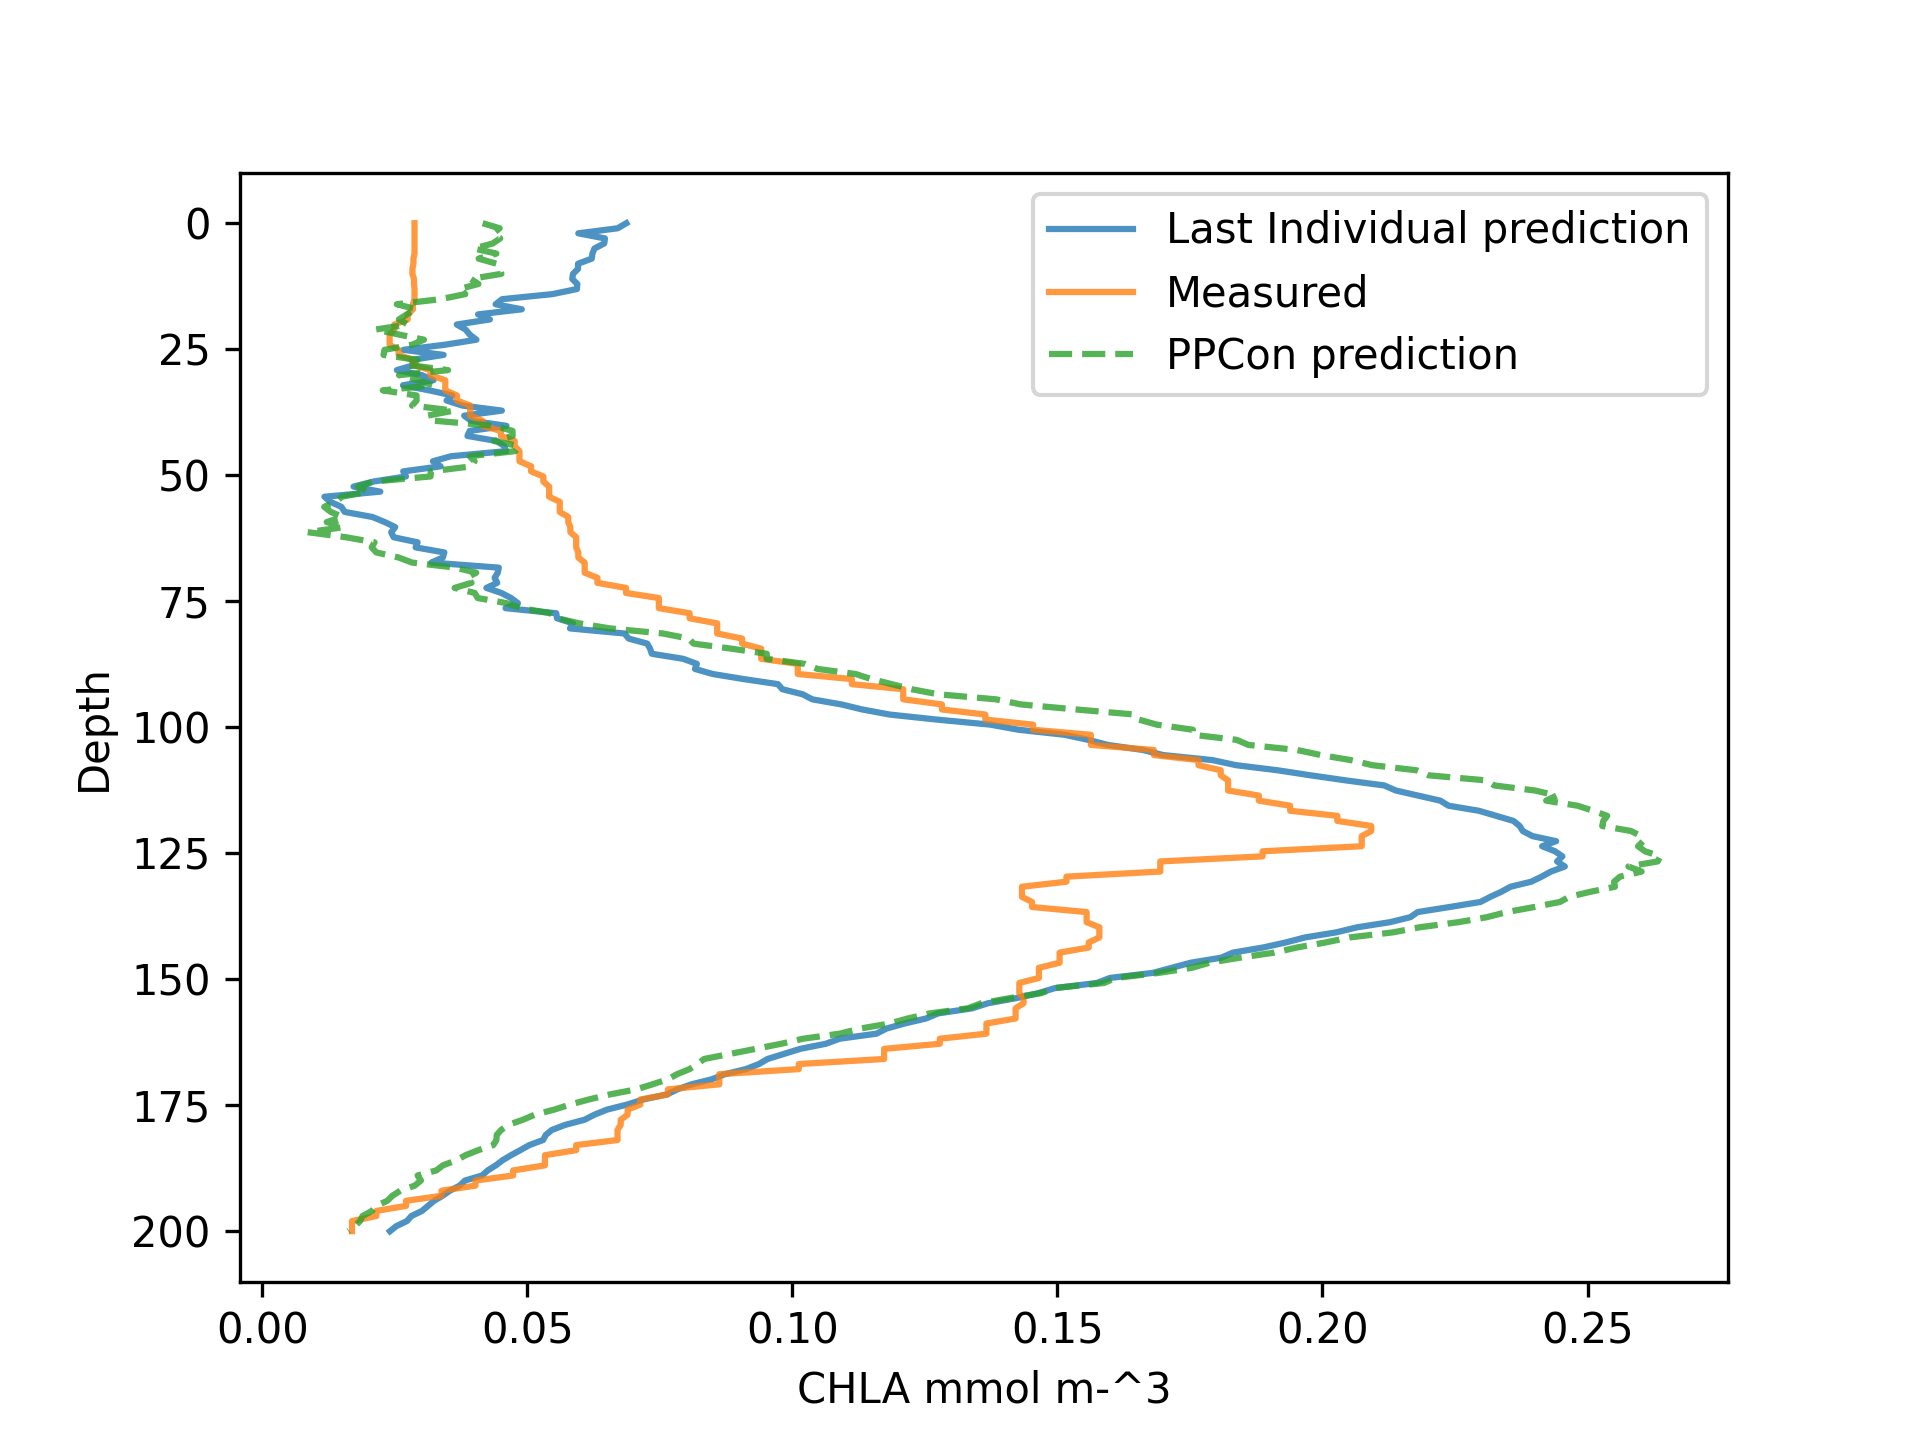 Last Individual prediction
Measured
PPCon prediction
0
25
50
75
100
125
150
175
200
Depth
0.00 0.05 0.10 0.15 0.20 0.25
CHLA mmol m-^3